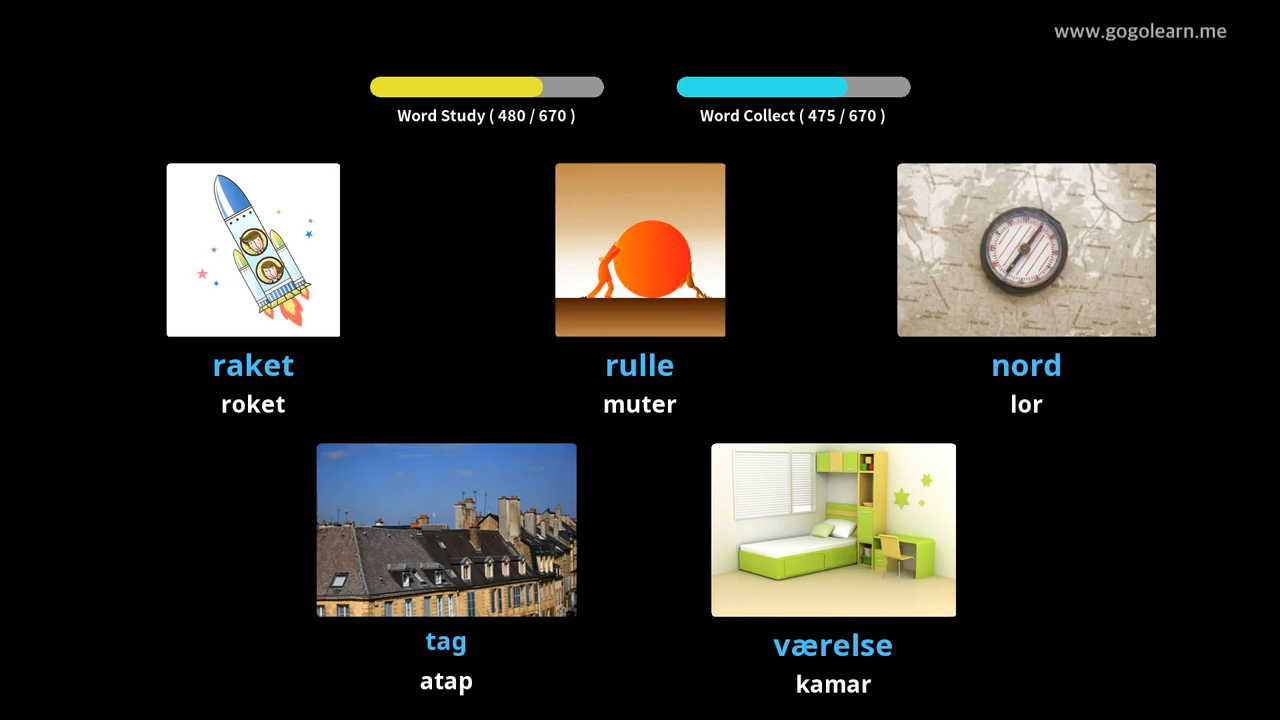 www.gogolearn.me
Word Study ( 480 / 670 )
Word Collect ( 475 / 670 )
raket
rulle
nord
roket
muter
lor
tag
værelse
atap
kamar